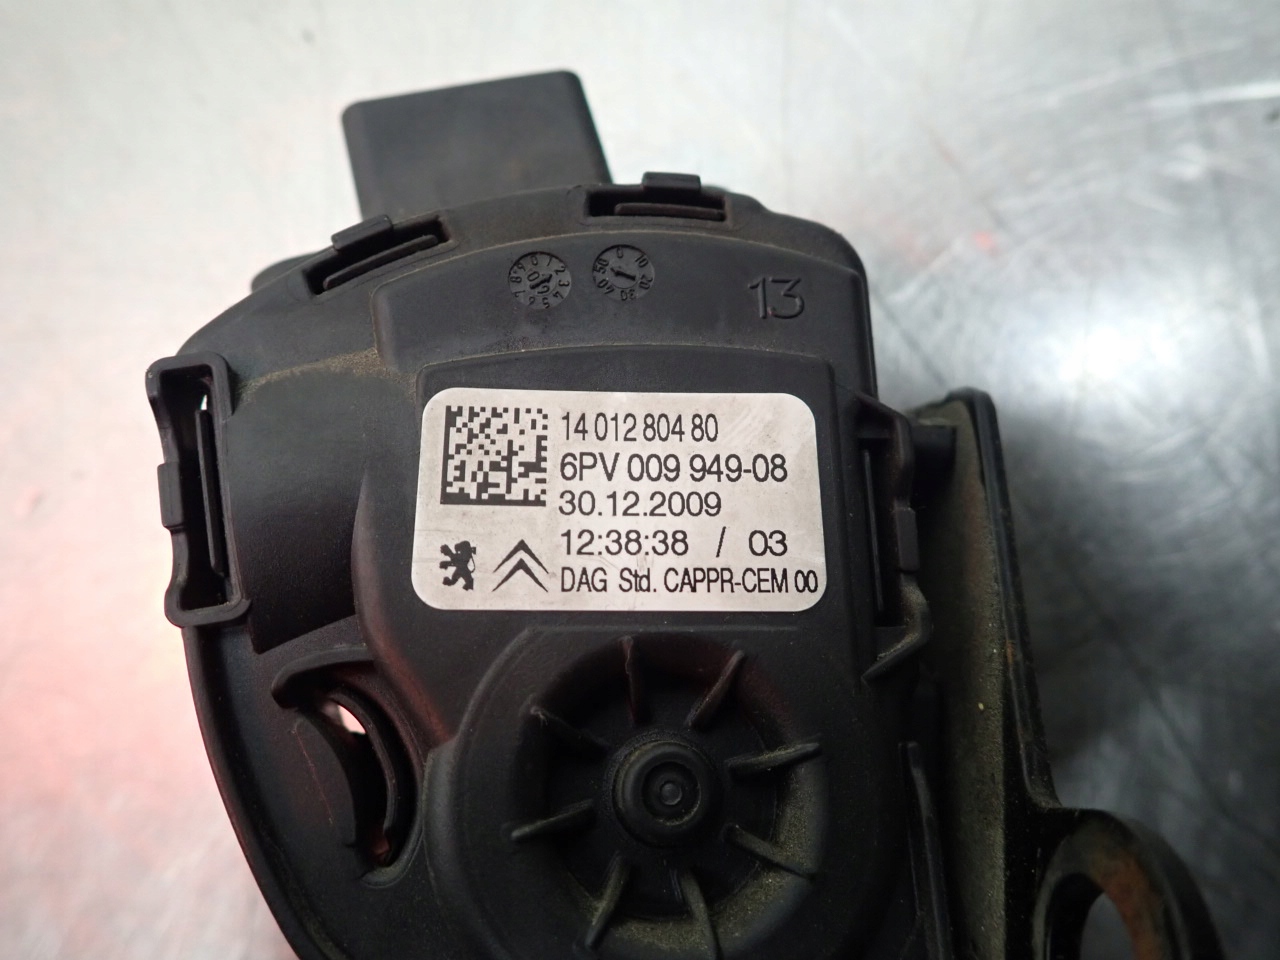 13
14 012 804 80
6PV 009 949-08
30.12.2009
12:38:38 / 03
DAG Std. CAPPR-CEM 00